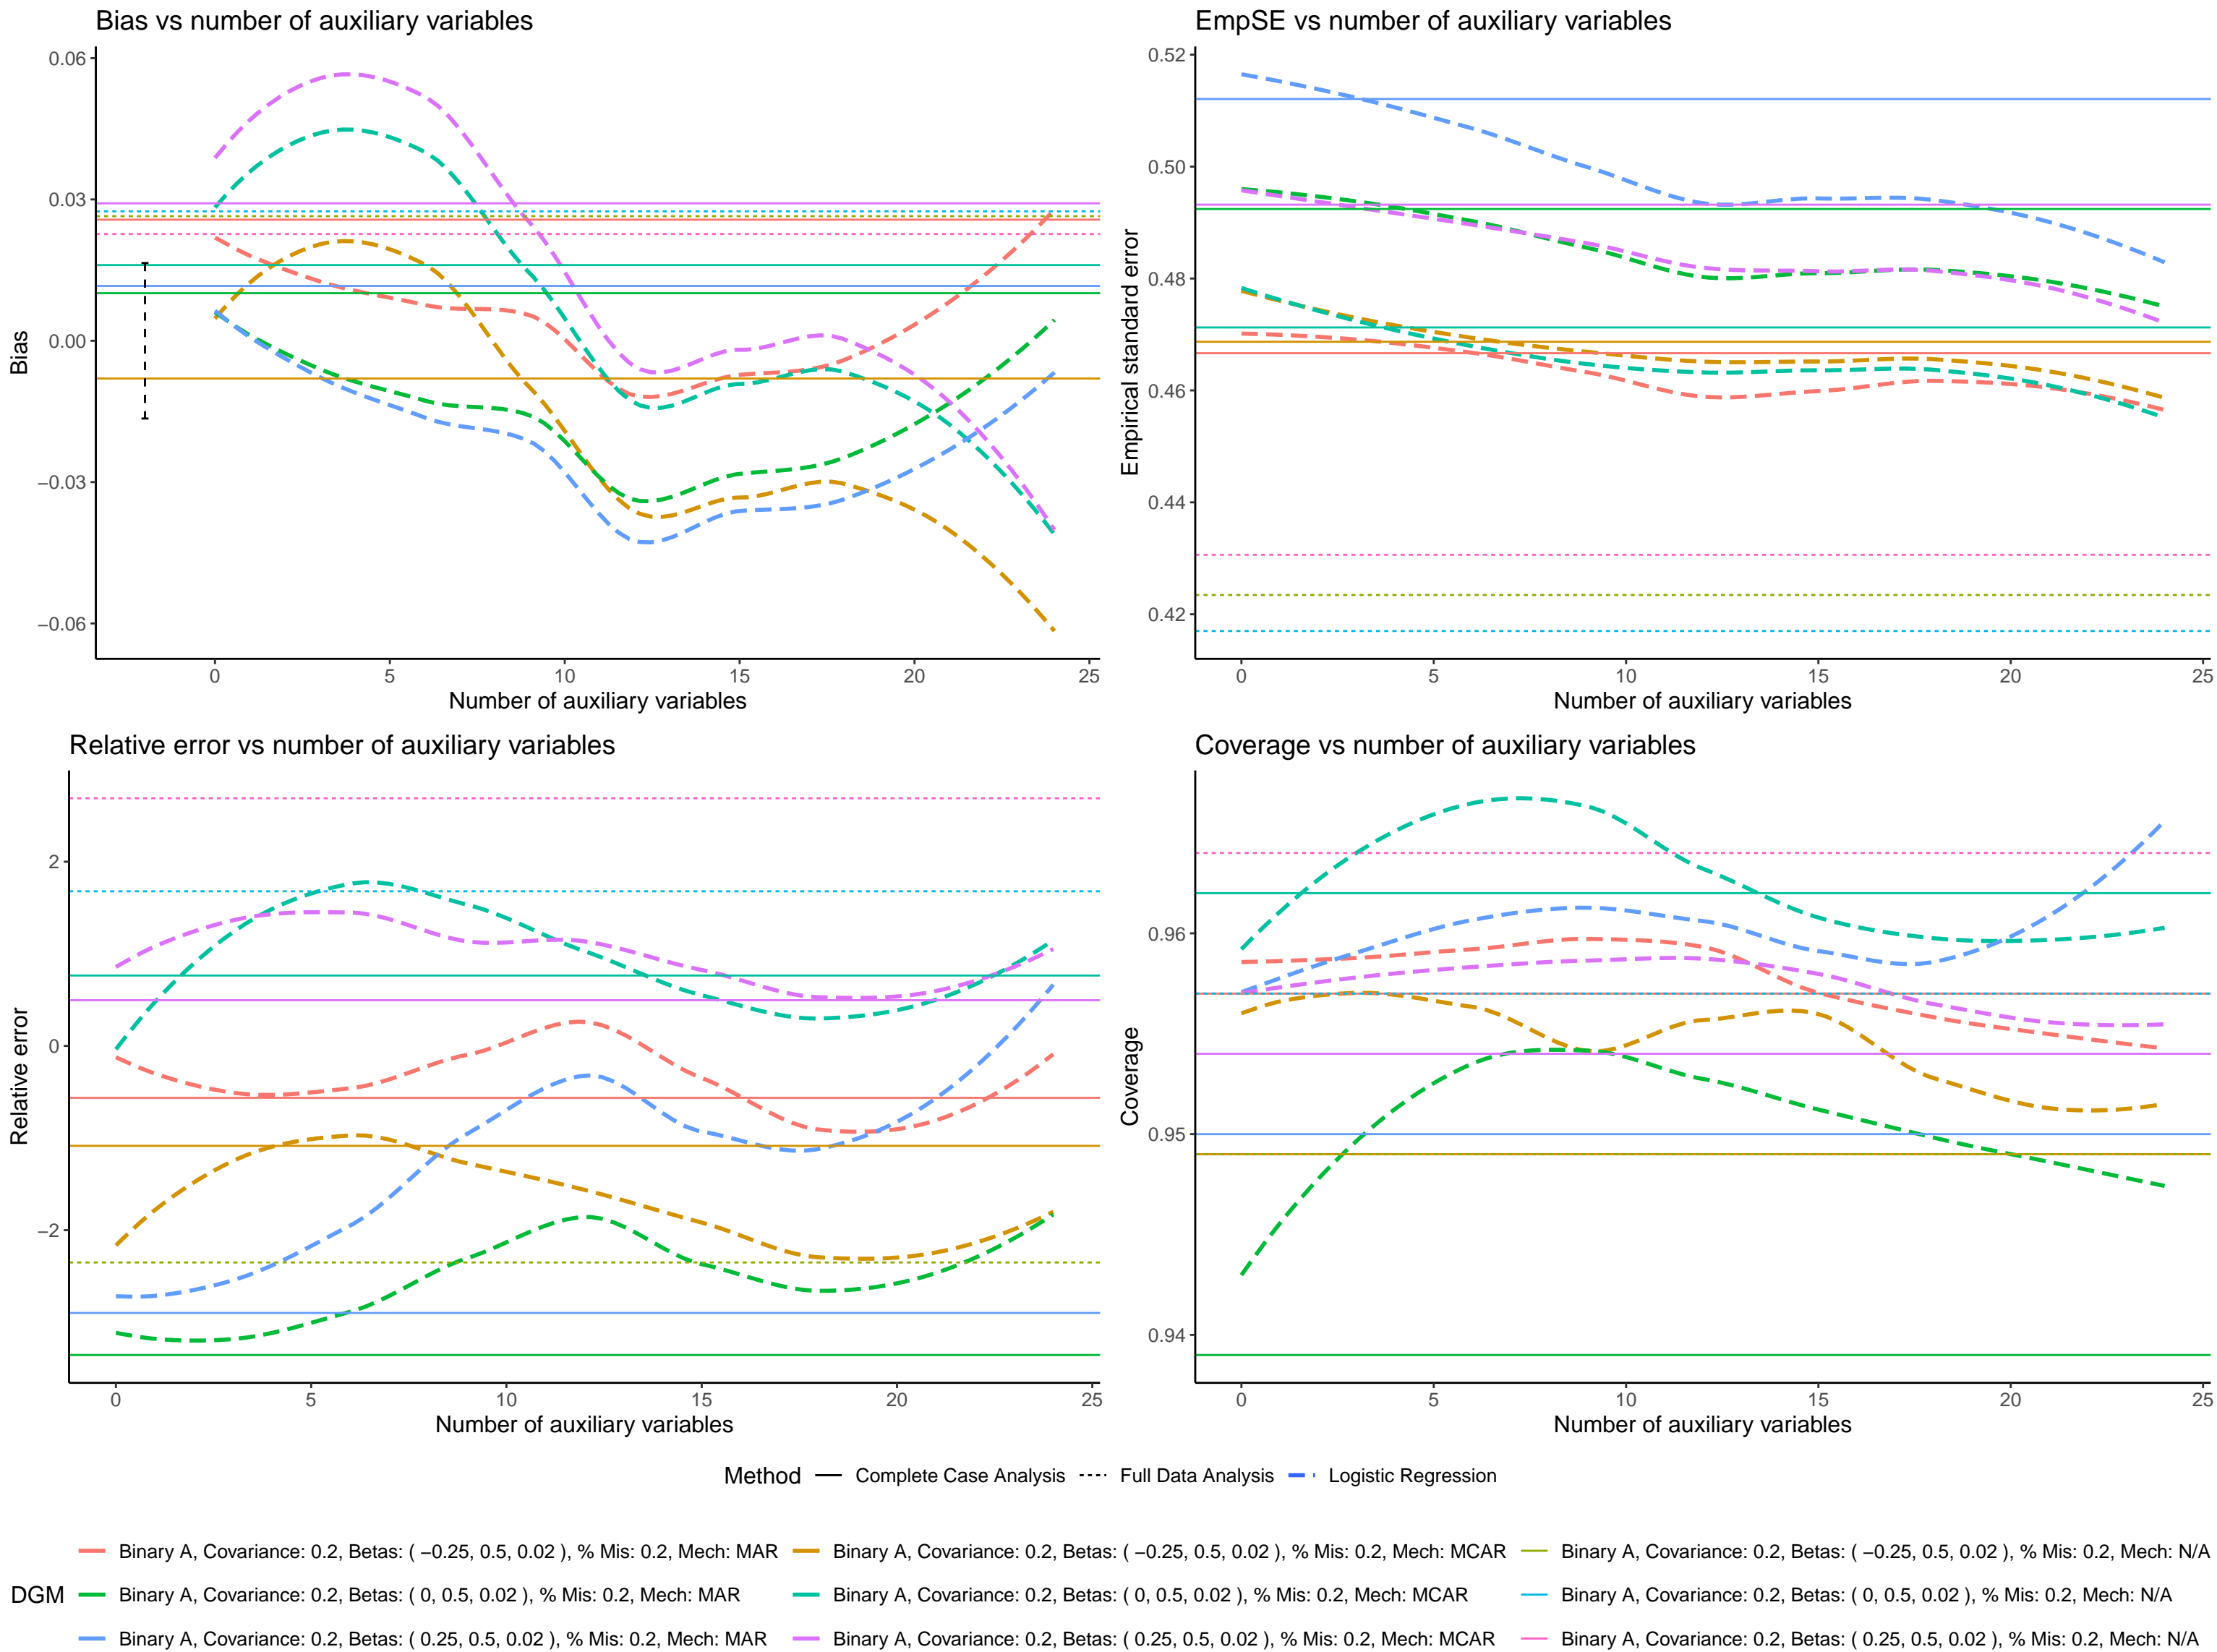 Bias vs number of auxiliary variables
0.06
0.03
0.00
−0.03
−0.06
Bias
0 5 10 15 20 25
Number of auxiliary variables
EmpSE vs number of auxiliary variables
0.52
0.50
0.48
0.46
0.44
0.42
Empirical standard error
0 5 10 15 20 25
Number of auxiliary variables
Relative error vs number of auxiliary variables
2
0
−2
Relative error
0 5 10 15 20 25
Number of auxiliary variables
Coverage vs number of auxiliary variables
0.96
0.95
0.94
Coverage
0 5 10 15 20 25
Number of auxiliary variables
Method Complete Case Analysis Full Data Analysis Logistic Regression
DGM
Binary A, Covariance: 0.2, Betas: ( −0.25, 0.5, 0.02 ), % Mis: 0.2, Mech: MAR
Binary A, Covariance: 0.2, Betas: ( 0, 0.5, 0.02 ), % Mis: 0.2, Mech: MAR
Binary A, Covariance: 0.2, Betas: ( 0.25, 0.5, 0.02 ), % Mis: 0.2, Mech: MAR
Binary A, Covariance: 0.2, Betas: ( −0.25, 0.5, 0.02 ), % Mis: 0.2, Mech: MCAR
Binary A, Covariance: 0.2, Betas: ( 0, 0.5, 0.02 ), % Mis: 0.2, Mech: MCAR
Binary A, Covariance: 0.2, Betas: ( 0.25, 0.5, 0.02 ), % Mis: 0.2, Mech: MCAR
Binary A, Covariance: 0.2, Betas: ( −0.25, 0.5, 0.02 ), % Mis: 0.2, Mech: N/A
Binary A, Covariance: 0.2, Betas: ( 0, 0.5, 0.02 ), % Mis: 0.2, Mech: N/A
Binary A, Covariance: 0.2, Betas: ( 0.25, 0.5, 0.02 ), % Mis: 0.2, Mech: N/A